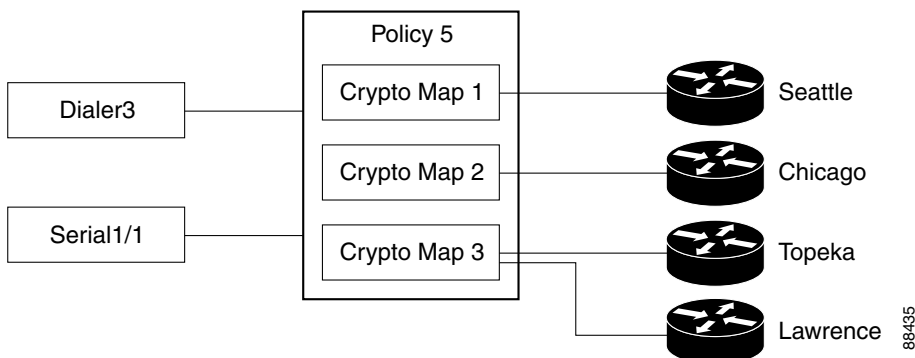 Policy 5
Dialer3
Serial1/1
Crypto Map 1
Crypto Map 2
Crypto Map 3
Seattle
Chicago
Topeka
Lawrence
88435